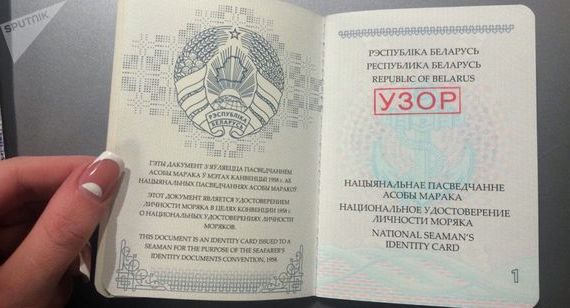 SPUTNIK
РЭСПУБЛІКА
БЕЛАРУСЬ
ГЭТЫ ДАКУМЕНТ З'ЯЎЛЯЕЦЦА ПАСВЕДЧАННЕМ
АСОБЫ МАРАКА Ў МЭТАХ КАНВЕНЦЫІ 1958 г. АБ
НАЦЫЯНАЛЬНЫХ ПАСВЕДЧАННЯХ АСОБЫ МАРАКОЎ
ЭТОТ ДОКУМЕНТ ЯВЛЯЕТСЯ УДОСТОВЕРЕНИЕМ
ЛИЧНОСТИ МОРЯКА В ЦЕЛЯХ КОНВЕНЦИИ 1958 г.
О НАЦИОНАЛЬНЫХ УДОСТОВЕРЕНИЯХ ЛИЧНОСТИ
МОРЯКОВ
THIS DOCUMENT IS AN IDENTITY CARD ISSUED TO A
SEAMAN FOR THE PURPOSE OF THE SEAFARER'S
IDENTITY DOCUMENTS CONVENTION, 1958
РЭСПУБЛІКА БЕЛАРУСЬ
РЕСПУБЛИКА БЕЛАРУСЬ
REPUBLIC OF BELARUS
УЗОР
НАЦЫЯНАЛЬНАЕ ПАСВЕДЧАННЕ
АСОБЫ МАРАКА
НАЦИОНАЛЬНОЕ УДОСТОВЕРЕНИЕ
ЛИЧНОСТИ МОРЯКА
NATIONAL SEAMAN'S
IDENTITY CARD
1